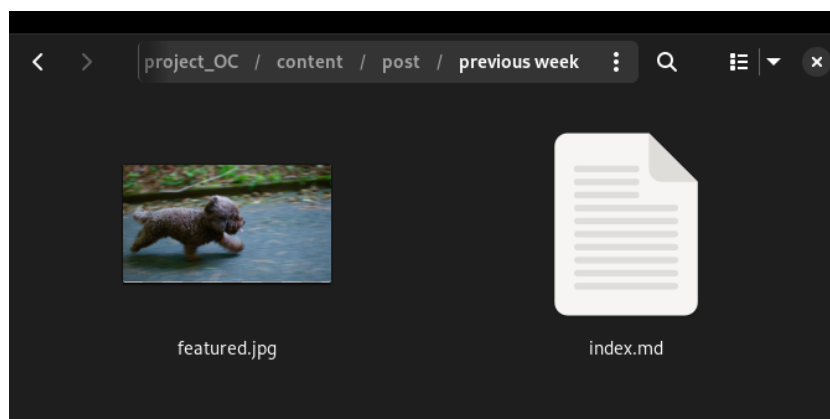 project_OC / content / post / previous week
featured.jpg
index.md